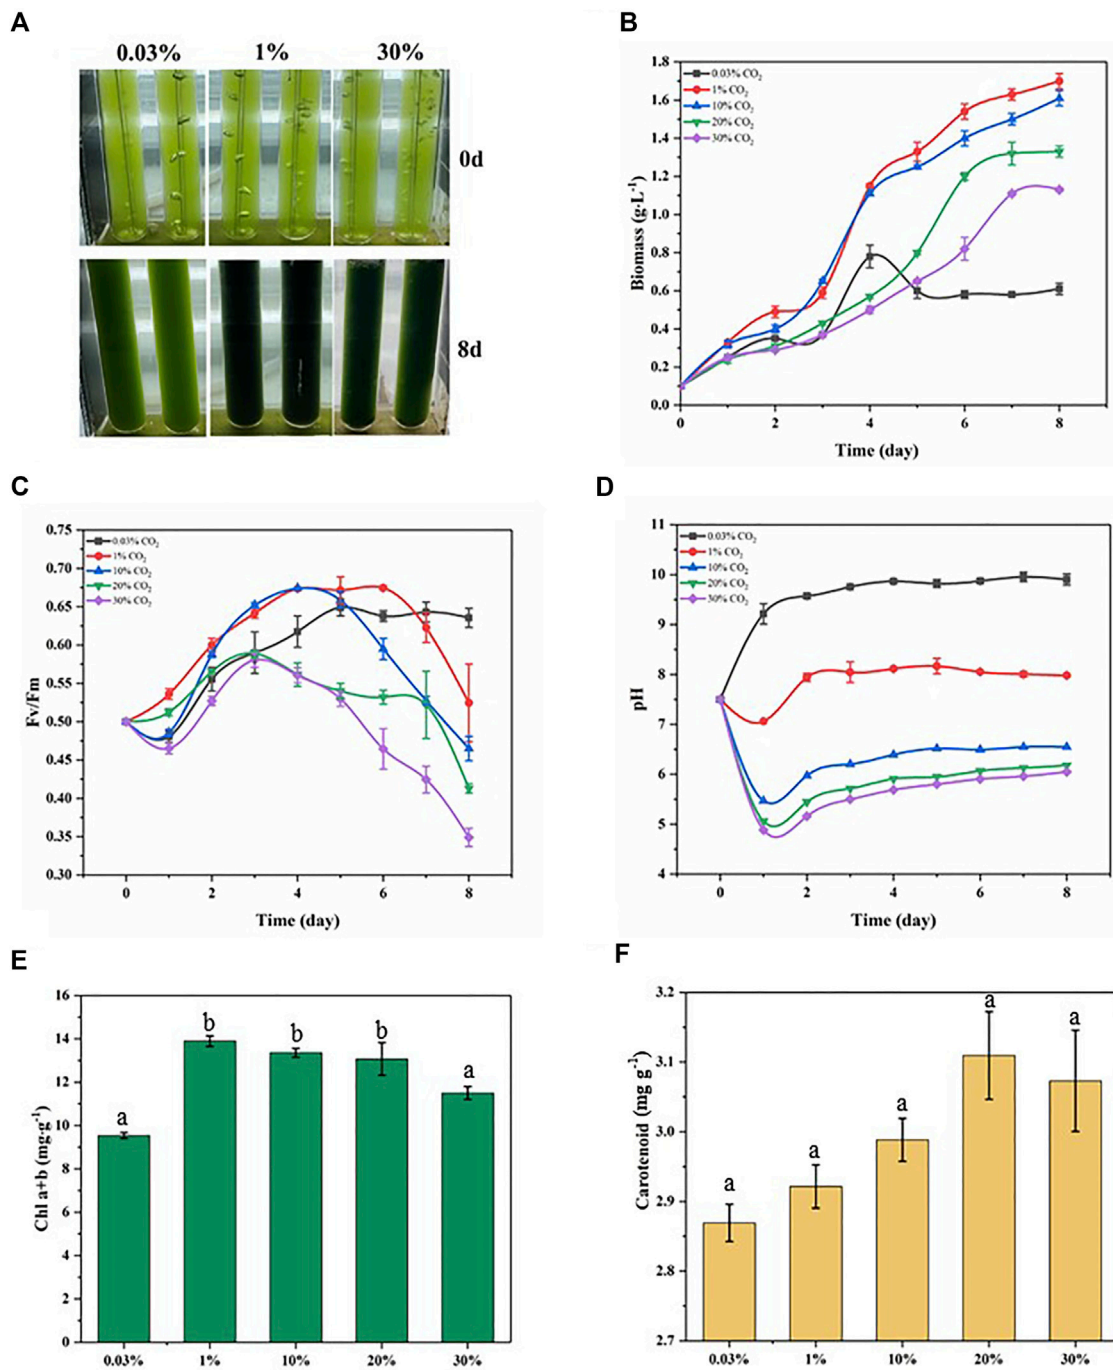 A
0.03% 1% 30%
0d
8d
B
1.8
1.6
1.4
1.2
1.0
0.8
0.6
0.4
0.2
0.0
Biomass (g·L-1)
0.03% CO2
1% CO2
10% CO2
20% CO2
30% CO2
0 2 4 6 8
Time (day)
C
0.75
0.70
0.65
0.60
0.55
0.50
0.45
0.40
0.35
0.30
Fv/Fm
0.03% CO2
1% CO2
10% CO2
20% CO2
30% CO2
0 2 4 6 8
Time (day)
D
11
10
9
8
7
6
5
4
pH
0.03% CO2
1% CO2
10% CO2
20% CO2
30% CO2
0 2 4 6 8
Time (day)
E
16
14
12
10
8
6
4
2
0
Chl a+b (mg·g-1)
a b b b a
0.03% 1% 10% 20% 30%
F
3.2
3.1
3.0
2.9
2.8
2.7
Carotenoid (mg g-1)
a a a a a
0.03% 1% 10% 20% 30%